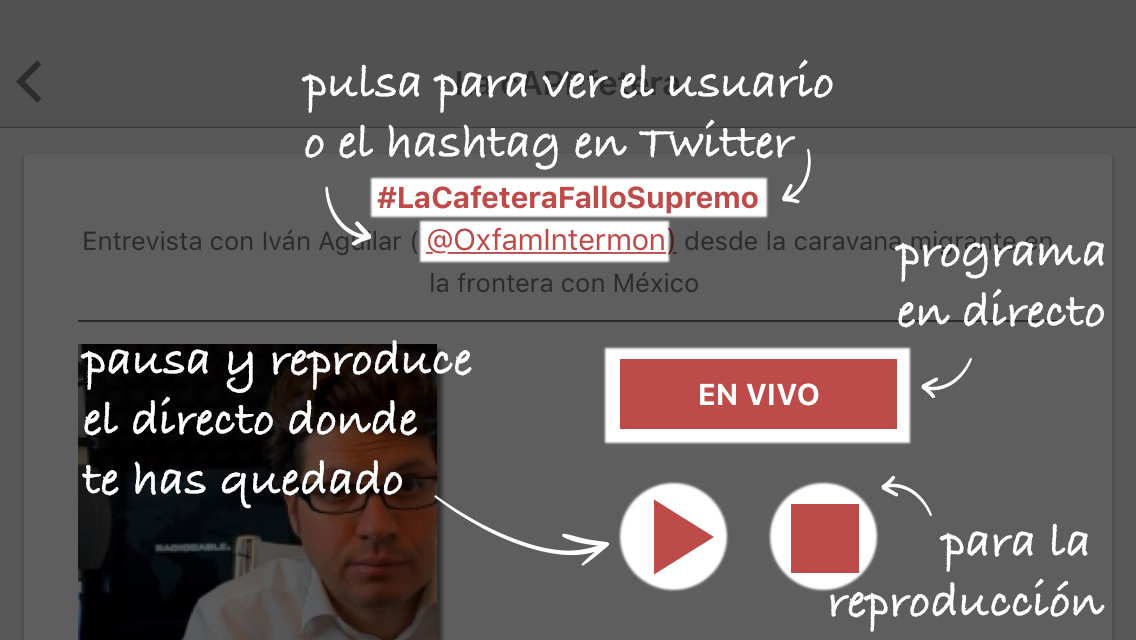 pulsa para ver el usuario
o el hashtag en Twitter
#LaCafeteraFalloSupremo
Entrevista con Iván Aguilar (@OxfamIntermon) desde la caravana migrante en
la frontera con México
programa
en directo
pausa y reproduce
el directo donde
te has quedado
EN VIVO
RADIOCABLE.
para la
reproducción